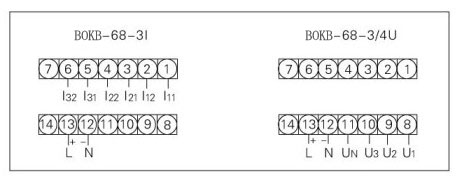 BOKB-68-3I
7 6 5 4 3 2 1
I32 I31 I22 I21 I12 I11
14 13 12 11 10 9 8
+ -
L N
BOKB-68-3/4U
7 6 5 4 3 2 1
14 13 12 11 10 9 8
+ -
L N UN U3 U2 U1